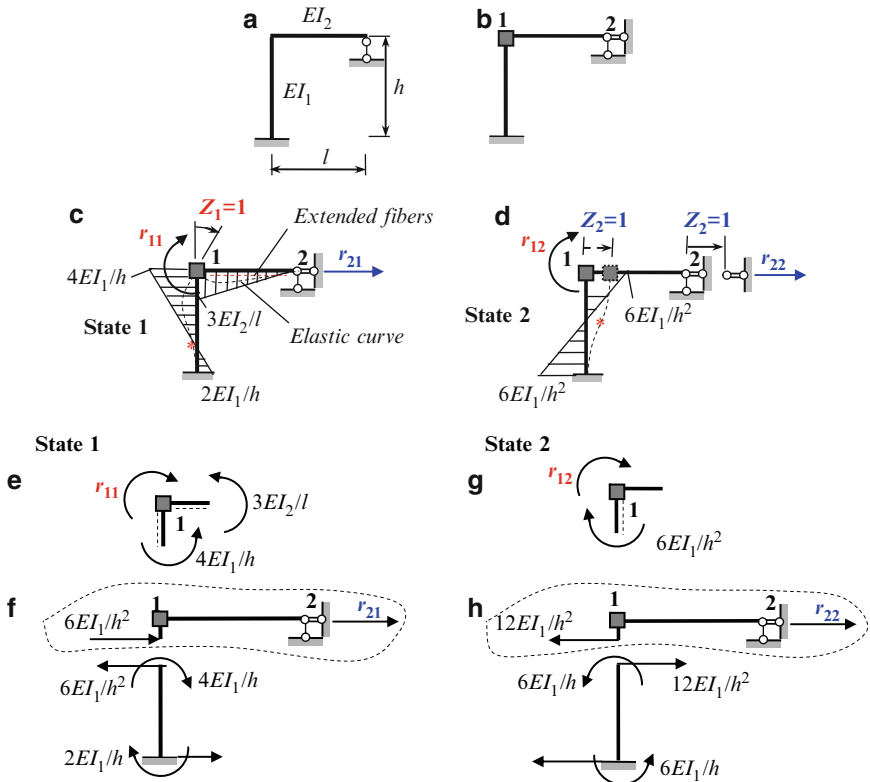 a
EI₂
EI₁
h
l
b
1
2
c
Z₁=1
r₁₁
1
Extended fibers
2
r₂₁
4EI₁/h
3EI₂/l
State 1
Elastic curve
2EI₁/h
d
Z₂=1
Z₂=1
r₁₂
1
2
r₂₂
6EI₁/h²
State 2
6EI₁/h²
State 1
e
r₁₁
1
3EI₂/l
4EI₁/h
State 2
g
r₁₂
1
6EI₁/h²
f
1
2
r₂₁
6EI₁/h²
6EI₁/h²
4EI₁/h
2EI₁/h
h
1
2
r₂₂
12EI₁/h²
6EI₁/h
12EI₁/h²
6EI₁/h